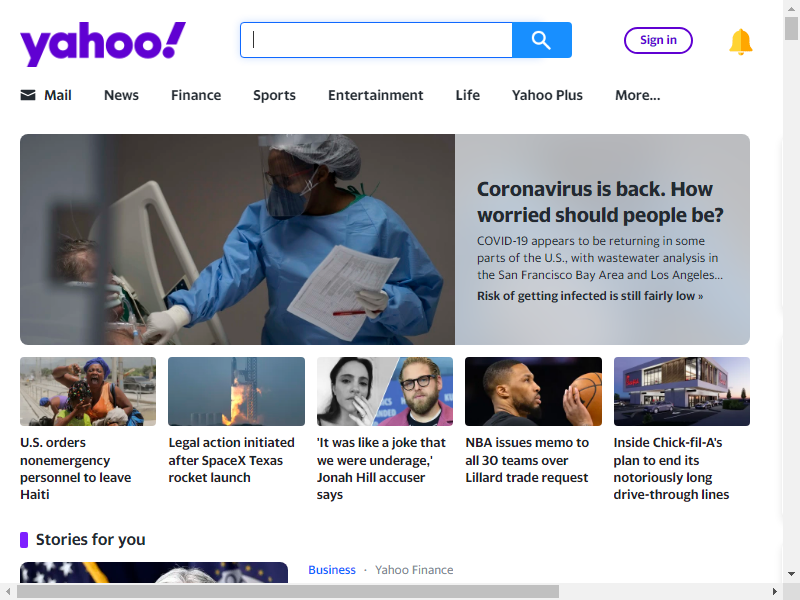 yahoo!
Sign in
Mail
News
Finance
Sports
Entertainment
Life
Yahoo Plus
More...
Coronavirus is back. How
worried should people be?
COVID-19 appears to be returning in some
parts of the U.S., with wastewater analysis in
the San Francisco Bay Area and Los Angeles...
Risk of getting infected is still fairly low »
U.S. orders
nonemergency
personnel to leave
Haiti
Legal action initiated
after SpaceX Texas
rocket launch
'It was like a joke that
we were underage,'
Jonah Hill accuser
says
NBA issues memo to
all 30 teams over
Lillard trade request
Inside Chick-fil-A's
plan to end its
notoriously long
drive-through lines
Stories for you
Business · Yahoo Finance